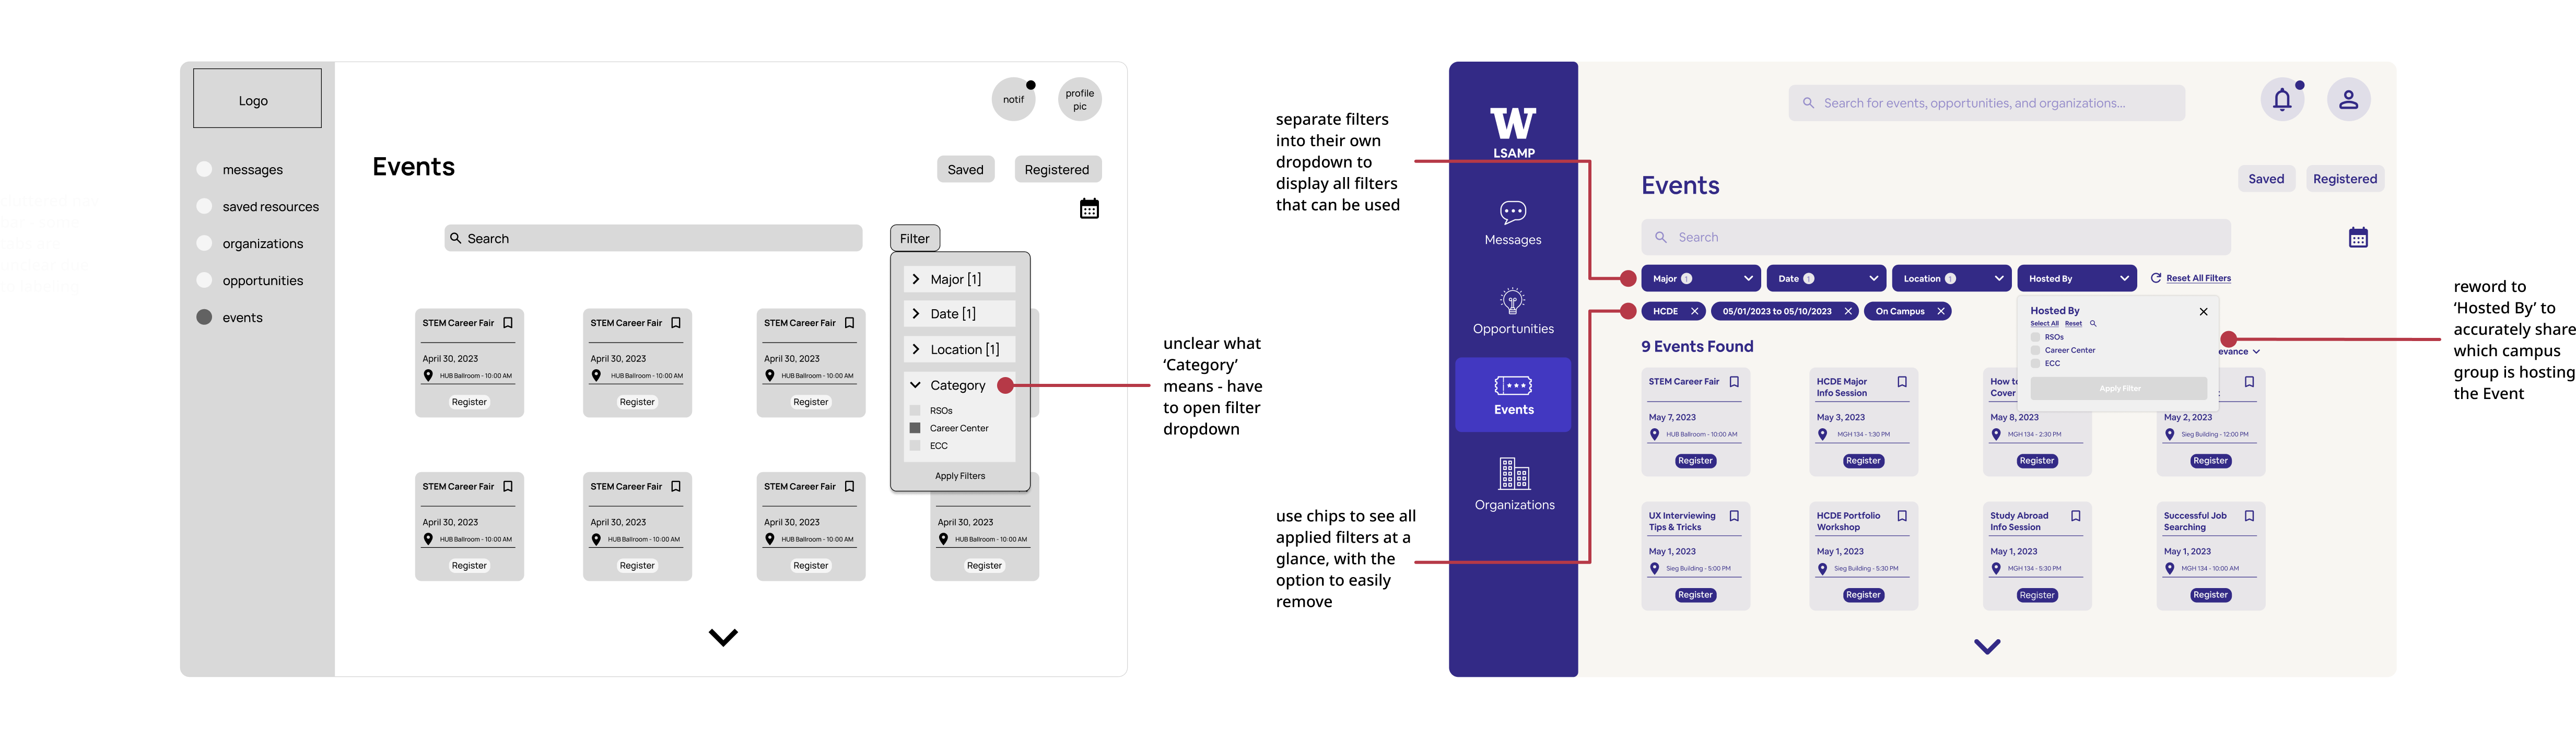 Logo
messages
saved resources
organizations
opportunities
events
notif
profile
pic
Events
Saved
Registered
Search
Filter
Major [1]
Date [1]
Location [1]
Category
RSOs
Career Center
ECC
Apply Filters
STEM Career Fair
April 30, 2023
HUB Ballroom - 10:00 AM
Register
STEM Career Fair
April 30, 2023
HUB Ballroom - 10:00 AM
Register
STEM Career Fair
April 30, 2023
HUB Ballroom - 10:00 AM
Register
STEM Career Fair
April 30, 2023
HUB Ballroom - 10:00 AM
Register
STEM Career Fair
April 30, 2023
HUB Ballroom - 10:00 AM
Register
STEM Career Fair
April 30, 2023
HUB Ballroom - 10:00 AM
Register
April 30, 2023
HUB Ballroom - 10:00 AM
Register
unclear what
‘Category’
means - have
to open filter
dropdown
separate filters
into their own
dropdown to
display all filters
that can be used
use chips to see all
applied filters at a
glance, with the
option to easily
remove
W
LSAMP
Messages
Opportunities
Events
Organizations
Search for events, opportunities, and organizations...
Events
Saved
Registered
Search
Major 1
Date 1
Location 1
Hosted By
Reset All Filters
HCDE
05/01/2023 to 05/10/2023
On Campus
9 Events Found
evance
Hosted By
Select All Reset
RSOs
Career Center
ECC
Apply Filter
STEM Career Fair
May 7, 2023
HUB Ballroom - 10:00 AM
Register
HCDE Major
Info Session
May 3, 2023
MGH 134 - 1:30 PM
Register
How to
Cover
May 8, 2023
MGH 134 - 2:30 PM
Register
May 2, 2023
Sieg Building - 12:00 PM
Register
UX Interviewing
Tips & Tricks
May 1, 2023
Sieg Building - 5:00 PM
Register
HCDE Portfolio
Workshop
May 1, 2023
Sieg Building - 5:30 PM
Register
Study Abroad
Info Session
May 1, 2023
MGH 134 - 5:30 PM
Register
Successful Job
Searching
May 1, 2023
MGH 134 - 10:00 AM
Register
reword to
‘Hosted By’ to
accurately share
which campus
group is hosting
the Event